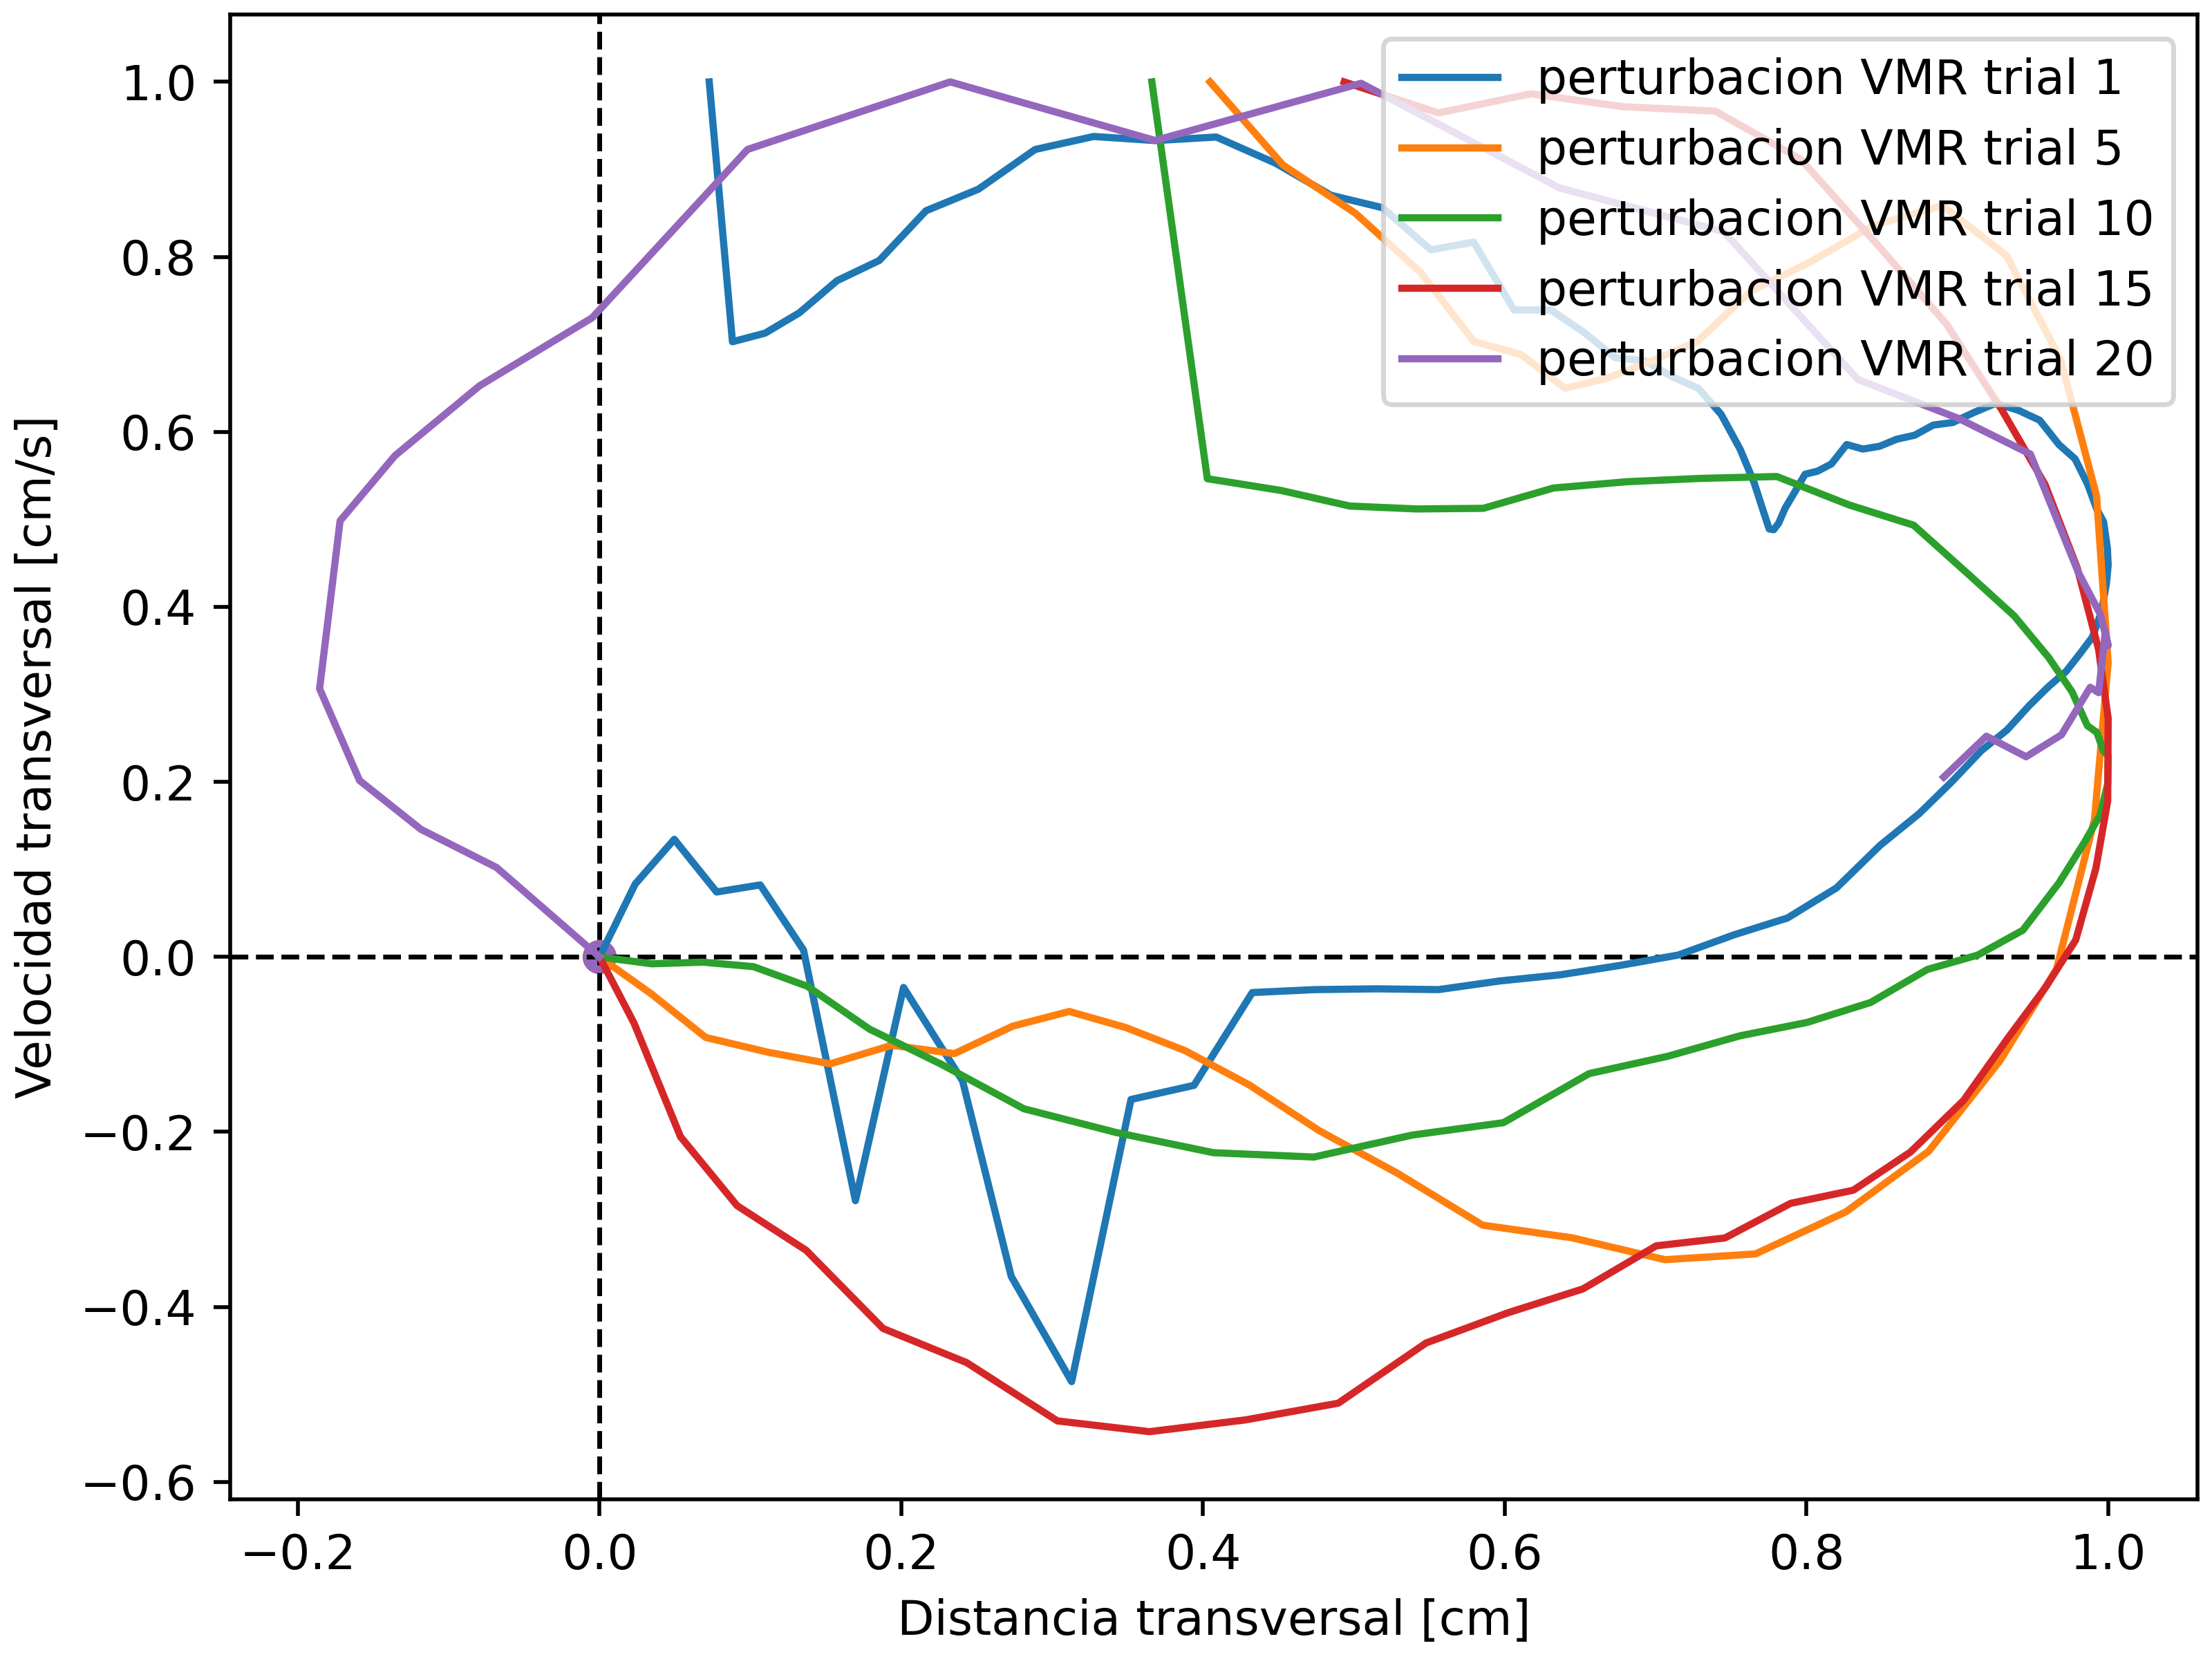 perturbacion VMR trial 1
perturbacion VMR trial 5
perturbacion VMR trial 10
perturbacion VMR trial 15
perturbacion VMR trial 20
1.0
0.8
0.6
0.4
0.2
0.0
−0.2
−0.4
−0.6
Velocidad transversal [cm/s]
−0.2 0.0 0.2 0.4 0.6 0.8 1.0
Distancia transversal [cm]